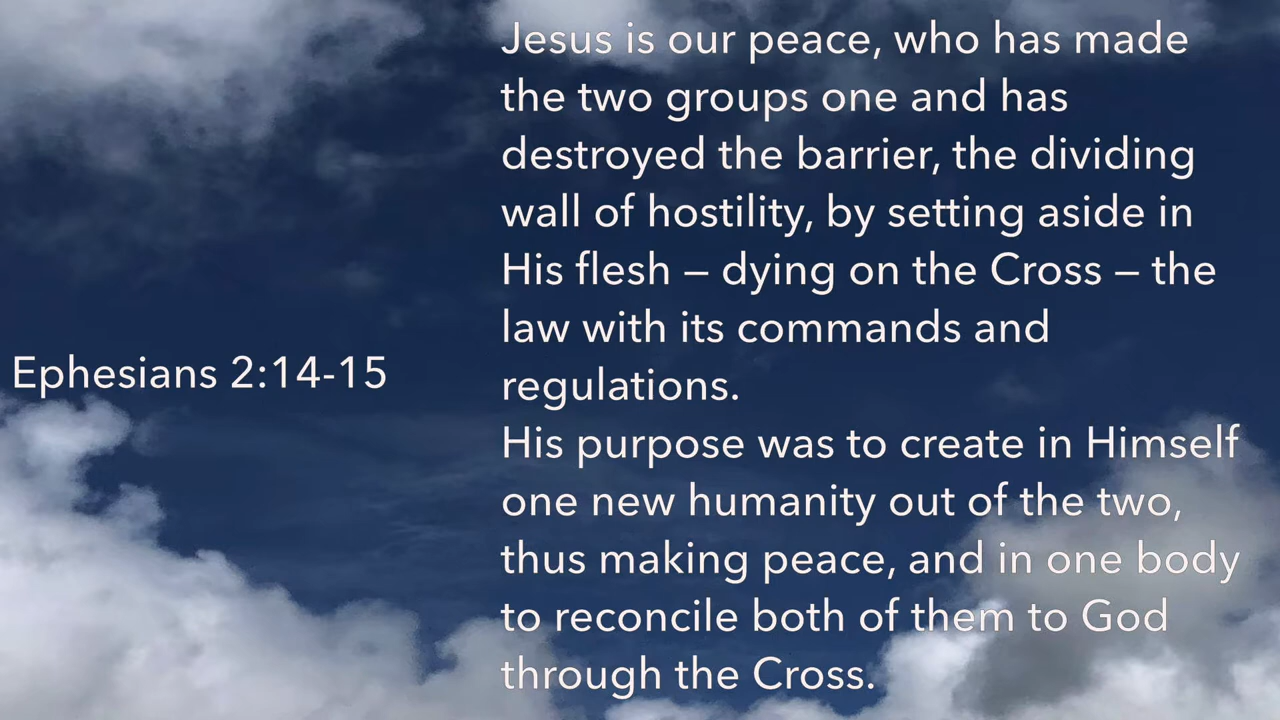 Ephesians 2:14-15
Jesus is our peace, who has made
the two groups one and has
destroyed the barrier, the dividing
wall of hostility, by setting aside in
His flesh – dying on the Cross – the
law with its commands and
regulations.
His purpose was to create in Himself
one new humanity out of the two,
thus making peace, and in one body
to reconcile both of them to God
through the Cross.